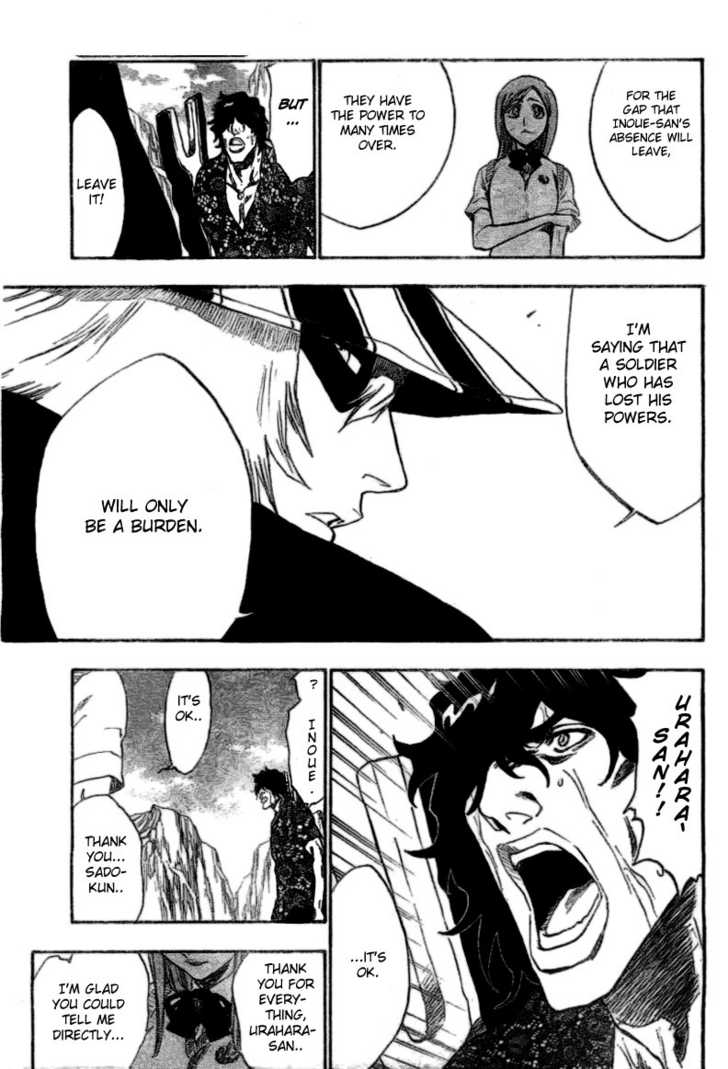 FOR THE
GAP THAT
INOUE-SAN'S
ABSENCE WILL
LEAVE,
THEY HAVE
THE POWER TO
MANY TIMES
OVER.
BUT
...
LEAVE
IT!
I'M
SAYING THAT
A SOLDIER
WHO HAS
LOST HIS
POWERS.
WILL ONLY
BE A BURDEN.
URAHARA-
SAN!!
...IT'S
OK.
?
INOUE.
IT'S
OK..
THANK
YOU...
SADO-
KUN..
THANK
YOU FOR
EVERY-
THING,
URAHARA-
SAN..
I'M GLAD
YOU COULD
TELL ME
DIRECTLY...